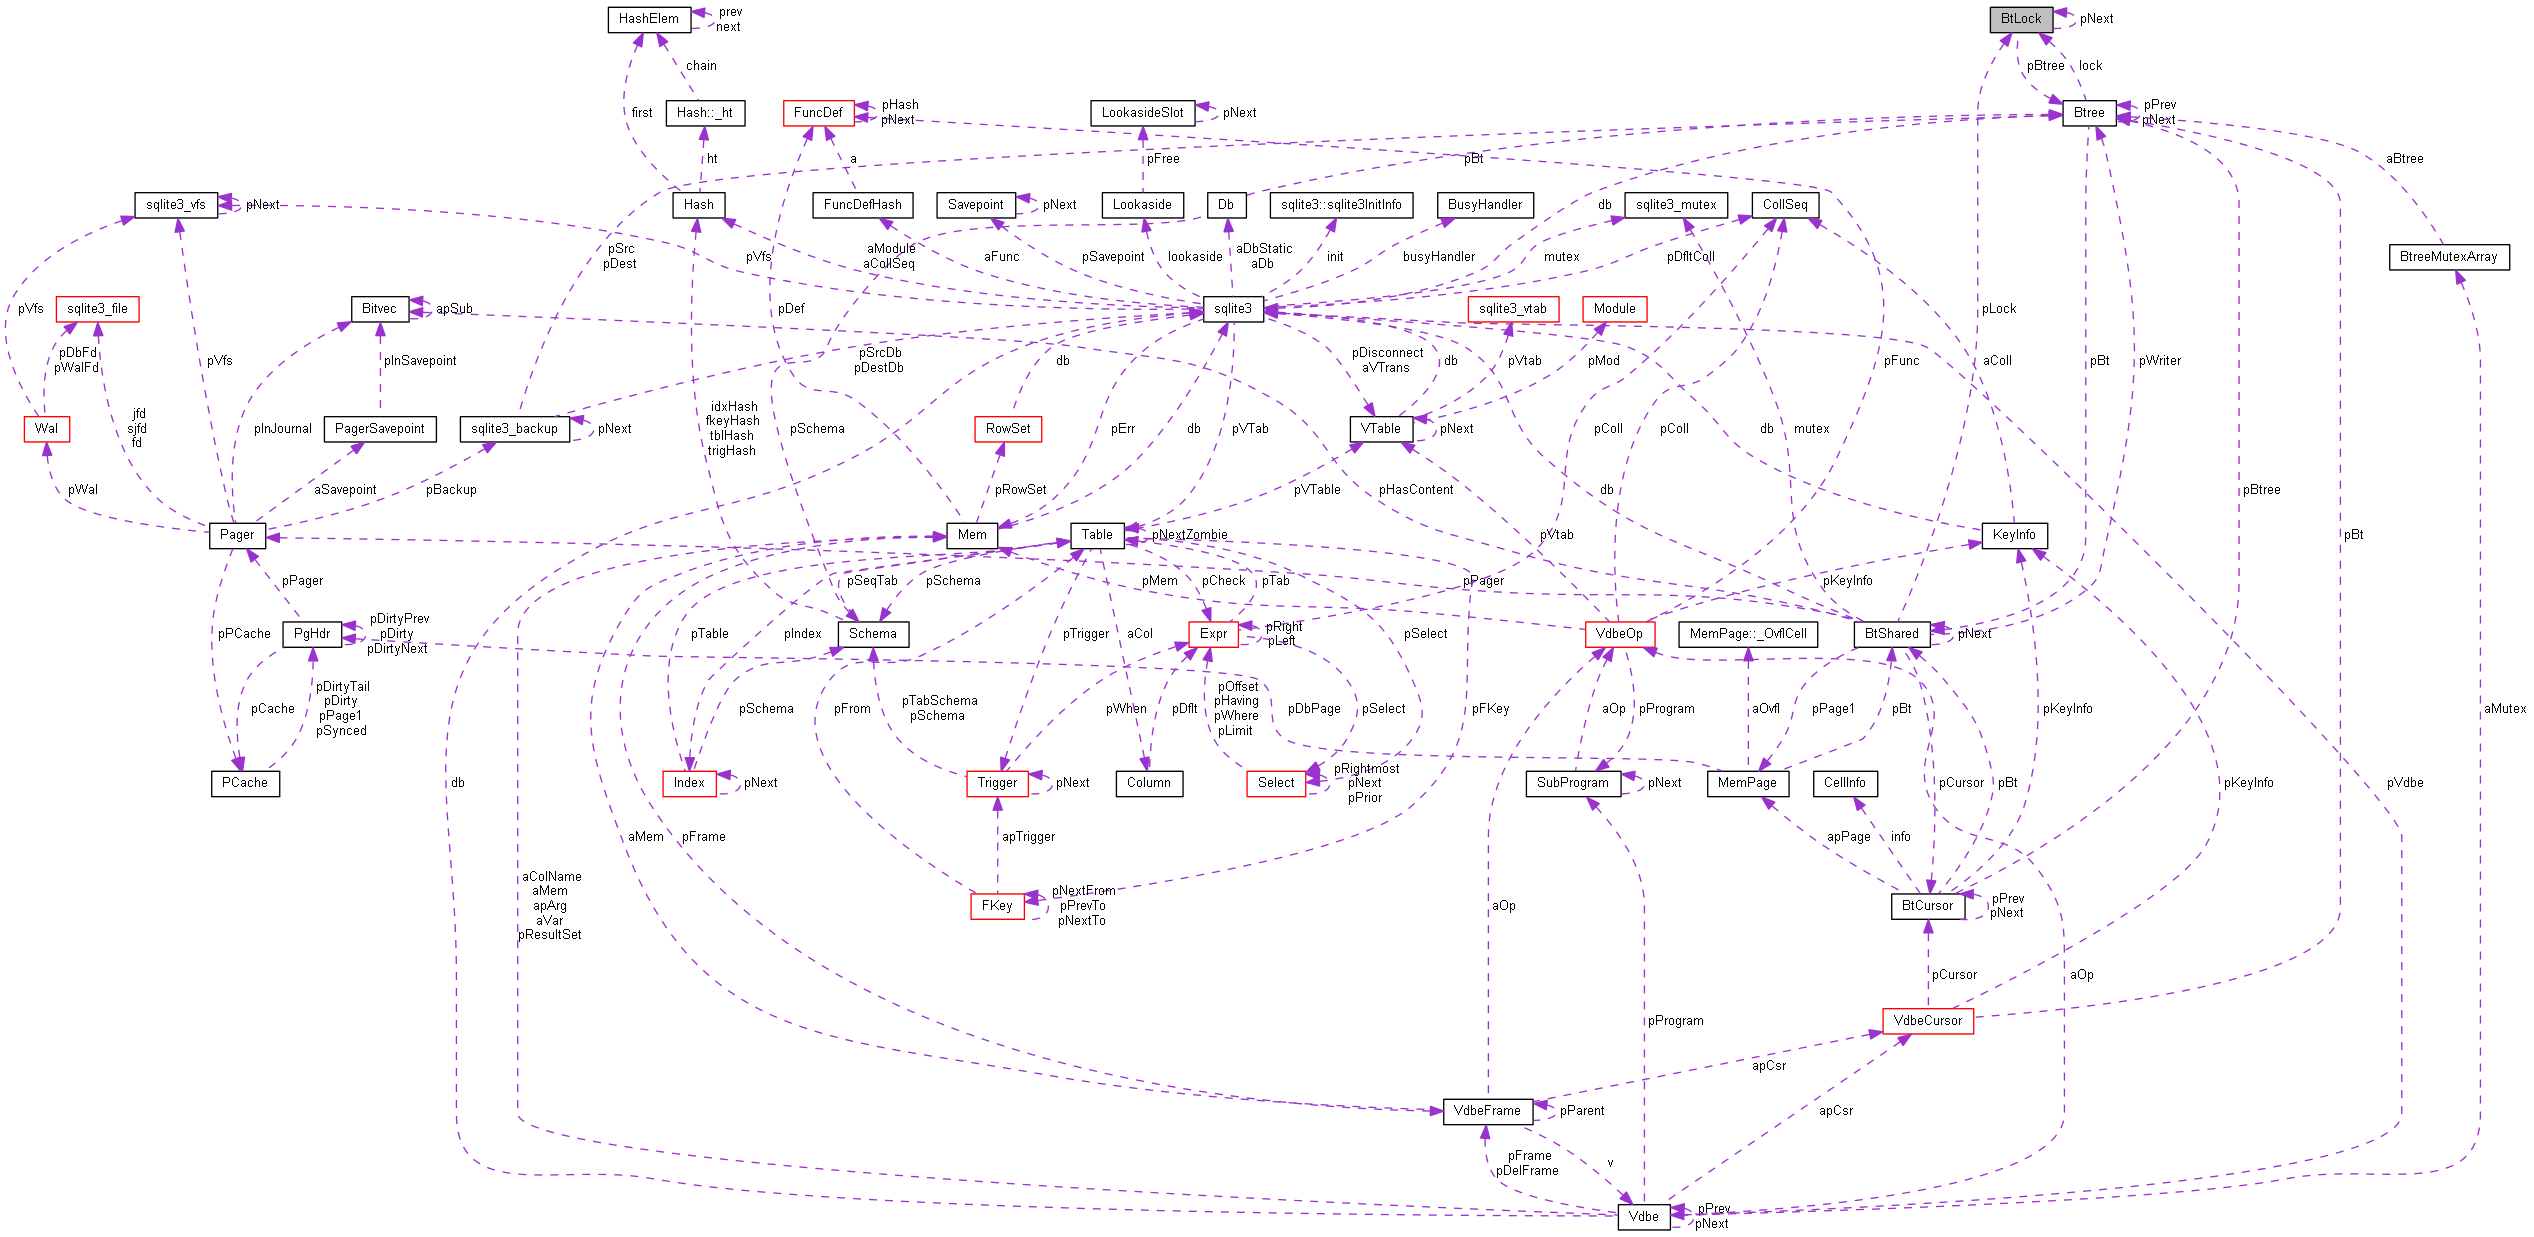 HashElem
prev
next
BtLock
pNext
chain
pBtree
lock
first
Hash::_ht
FuncDef
pHash
pNext
LookasideSlot
pNext
Btree
pPrev
pNext
ht
a
pFree
pBt
aBtree
sqlite3_vfs
pNext
Hash
FuncDefHash
Savepoint
pNext
Lookaside
Db
sqlite3::sqlite3InitInfo
BusyHandler
sqlite3_mutex
CollSeq
db
pSrc
pDest
pVfs
aModule
aCollSeq
aFunc
pSavepoint
lookaside
aDbStatic
aDb
init
busyHandler
mutex
pDfltColl
BtreeMutexArray
pVfs
sqlite3_file
Bitvec
apSub
pDef
sqlite3
sqlite3_vtab
Module
pLock
pDbFd
pWalFd
pVfs
pInSavepoint
pSrcDb
pDestDb
db
pDisconnect
aVTrans
db
pVtab
pMod
pFunc
aColl
pBt
pWriter
jfd
sjfd
fd
Wal
pInJournal
PagerSavepoint
sqlite3_backup
pNext
idxHash
fkeyHash
tblHash
trigHash
pSchema
RowSet
pErr
db
pVTab
VTable
pNext
pColl
pColl
db
mutex
pWal
aSavepoint
pBackup
pRowSet
pVTable
pHasContent
db
pBtree
Pager
Mem
Table
pNextZombie
pVtab
KeyInfo
pBt
pPager
pSeqTab
pSchema
pCheck
pTab
pMem
pPager
pKeyInfo
pPCache
PgHdr
pDirtyPrev
pDirty
pDirtyNext
pTable
pIndex
Schema
pTrigger
aCol
Expr
pRight
pLeft
pSelect
VdbeOp
MemPage::_OvflCell
BtShared
pNext
pCache
pDirtyTail
pDirty
pPage1
pSynced
pSchema
pFrom
pTabSchema
pSchema
pWhen
pDflt
pOffset
pHaving
pWhere
pLimit
pDbPage
pSelect
pFKey
aOp
pProgram
aOvfl
pPage1
pBt
pKeyInfo
aMutex
PCache
db
Index
pNext
Trigger
pNext
Column
Select
pRightmost
pNext
pPrior
SubProgram
pNext
MemPage
CellInfo
pCursor
pBt
pKeyInfo
pVdbe
aMem
pFrame
apTrigger
apPage
info
aColName
aMem
apArg
aVar
pResultSet
FKey
pNextFrom
pPrevTo
pNextTo
aOp
BtCursor
pPrev
pNext
pCursor
aOp
pProgram
VdbeCursor
apCsr
VdbeFrame
pParent
apCsr
pFrame
pDelFrame
v
Vdbe
pPrev
pNext